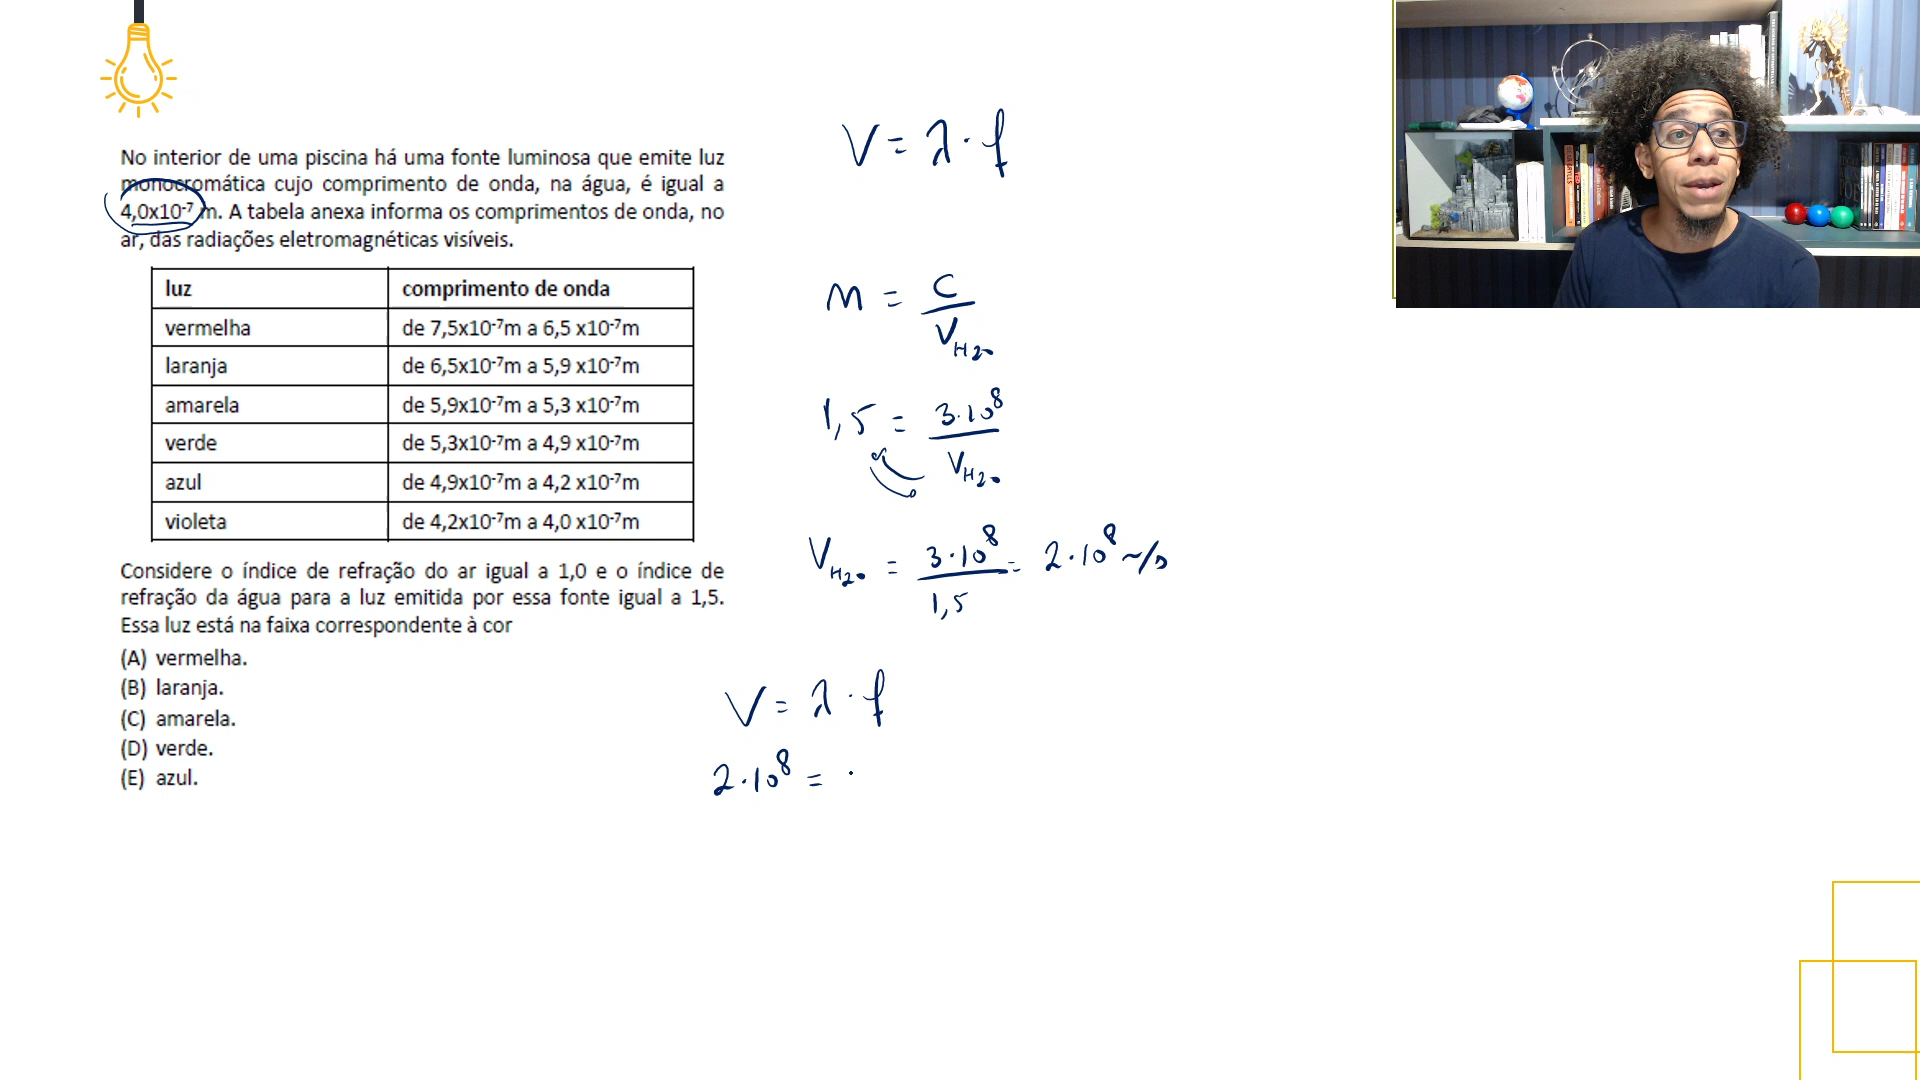 No interior de uma piscina há uma fonte luminosa que emite luz
monocromática cujo comprimento de onda, na água, é igual a
4,0x10⁻⁷ m. A tabela anexa informa os comprimentos de onda, no
ar, das radiações eletromagnéticas visíveis.
luz comprimento de onda
vermelha de 7,5x10⁻⁷m a 6,5 x10⁻⁷m
laranja de 6,5x10⁻⁷m a 5,9 x10⁻⁷m
amarela de 5,9x10⁻⁷m a 5,3 x10⁻⁷m
verde de 5,3x10⁻⁷m a 4,9 x10⁻⁷m
azul de 4,9x10⁻⁷m a 4,2 x10⁻⁷m
violeta de 4,2x10⁻⁷m a 4,0 x10⁻⁷m
Considere o índice de refração do ar igual a 1,0 e o índice de
refração da água para a luz emitida por essa fonte igual a 1,5.
Essa luz está na faixa correspondente à cor
(A) vermelha.
(B) laranja.
(C) amarela.
(D) verde.
(E) azul.
V = λ · f
n = C / V_H₂O
1,5 = 3·10⁸ / V_H₂O
V_H₂O = 3·10⁸ / 1,5 = 2·10⁸ m/s
V = λ · f
2·10⁸ =